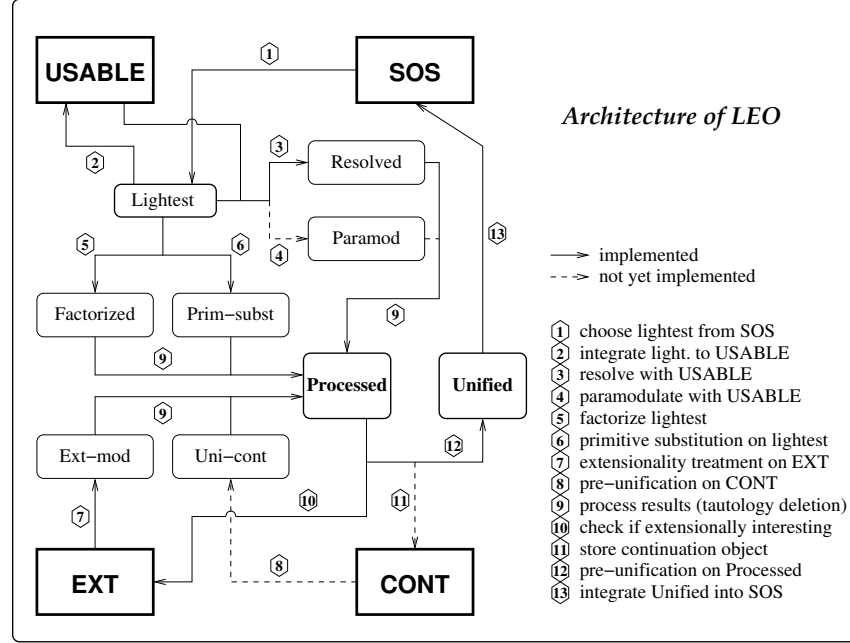 1
USABLE
SOS
Architecture of LEO
2
3
Resolved
Lightest
Paramod
4
13
5
6
implemented
not yet implemented
Factorized
Prim-subst
9
9
1 choose lightest from SOS
2 integrate light. to USABLE
3 resolve with USABLE
4 paramodulate with USABLE
5 factorize lightest
6 primitive substitution on lightest
7 extensionality treatment on EXT
8 pre-unification on CONT
9 process results (tautology deletion)
10 check if extensionally interesting
11 store continuation object
12 pre-unification on Processed
13 integrate Unified into SOS
Processed
Unified
9
12
Ext-mod
Uni-cont
10
11
7
8
EXT
CONT